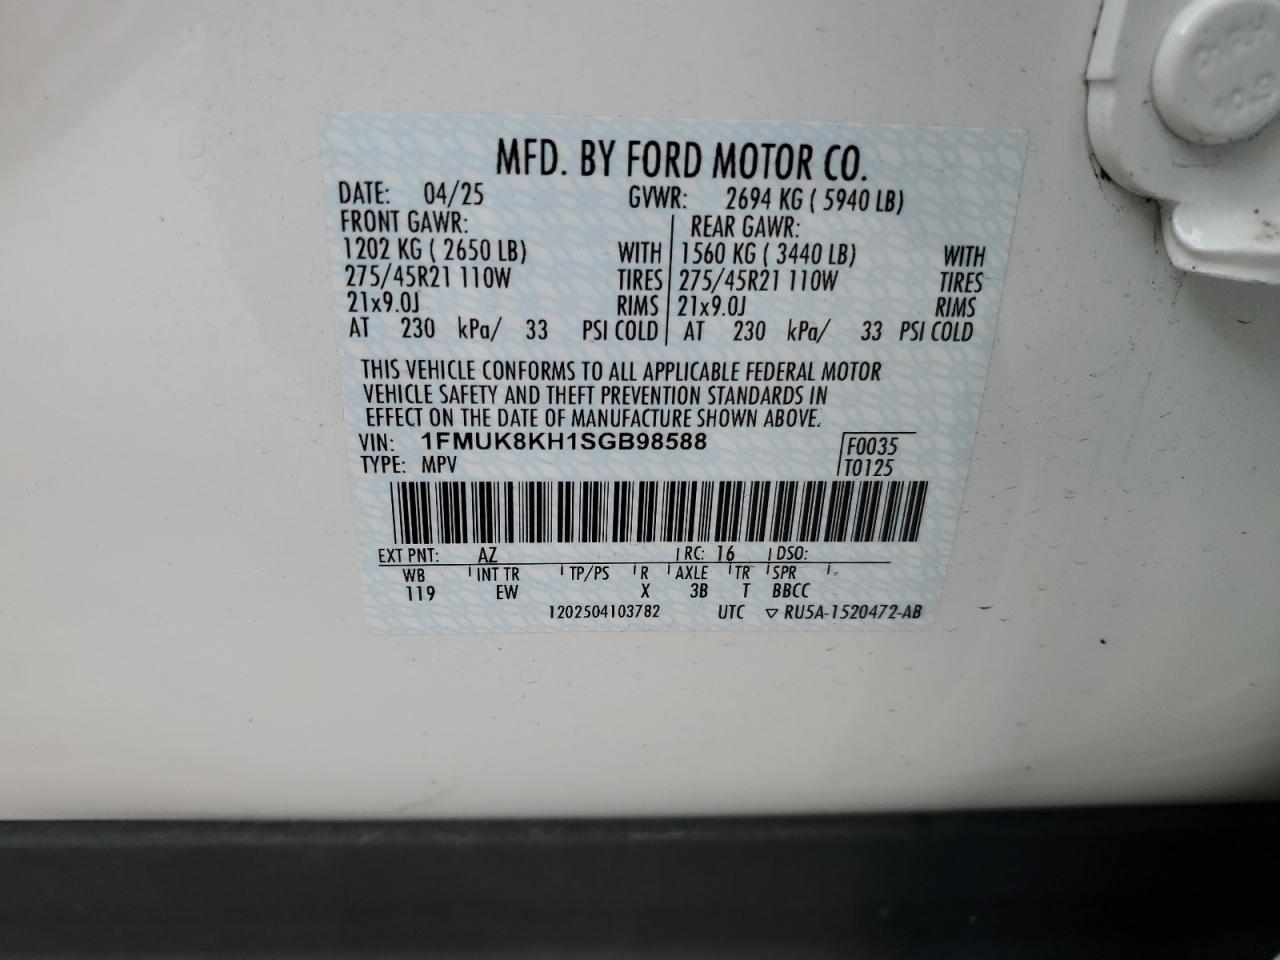 MFD. BY FORD MOTOR CO.
DATE: 04/25 GVWR: 2694 KG ( 5940 LB)
FRONT GAWR: REAR GAWR:
1202 KG ( 2650 LB) WITH 1560 KG ( 3440 LB) WITH
275/45R21 110W TIRES 275/45R21 110W TIRES
21x9.0J RIMS 21x9.0J RIMS
AT 230 kPa/ 33 PSI COLD AT 230 kPa/ 33 PSI COLD
THIS VEHICLE CONFORMS TO ALL APPLICABLE FEDERAL MOTOR
VEHICLE SAFETY AND THEFT PREVENTION STANDARDS IN
EFFECT ON THE DATE OF MANUFACTURE SHOWN ABOVE.
VIN: 1FMUK8KH1SGB98588 F0035
TYPE: MPV T0125
EXT PNT: AZ RC: 16 DSO:
WB INT TR TP/PS R AXLE TR SPR
119 EW X 3B T BBCC
1202504103782 UTC ▽ RU5A-1520472-AB